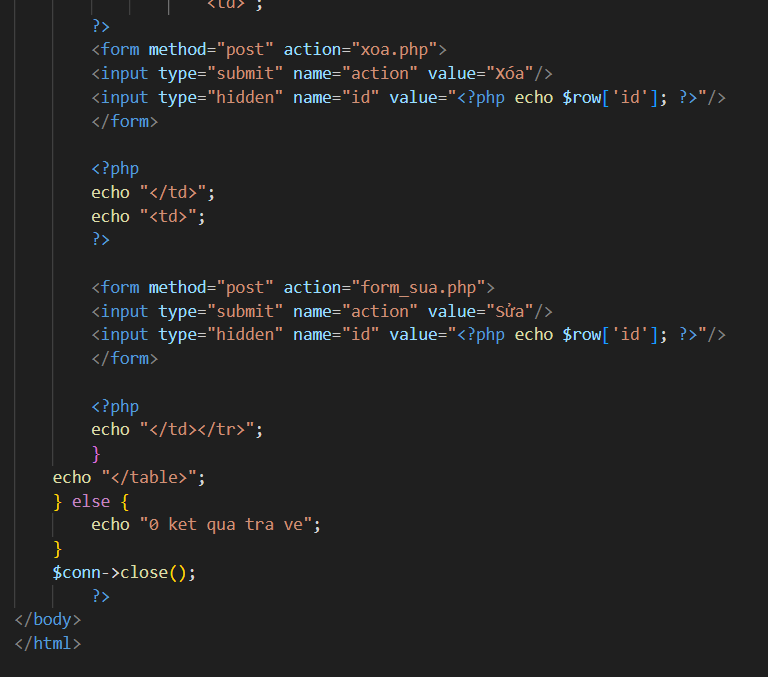 <td>";
?>
<form method="post" action="xoa.php">
<input type="submit" name="action" value="Xóa"/>
<input type="hidden" name="id" value="<?php echo $row['id']; ?>"/>
</form>
<?php
echo "</td>";
echo "<td>";
?>
<form method="post" action="form_sua.php">
<input type="submit" name="action" value="Sửa"/>
<input type="hidden" name="id" value="<?php echo $row['id']; ?>"/>
</form>
<?php
echo "</td></tr>";
}
echo "</table>";
} else {
echo "0 ket qua tra ve";
}
$conn->close();
?>
</body>
</html>